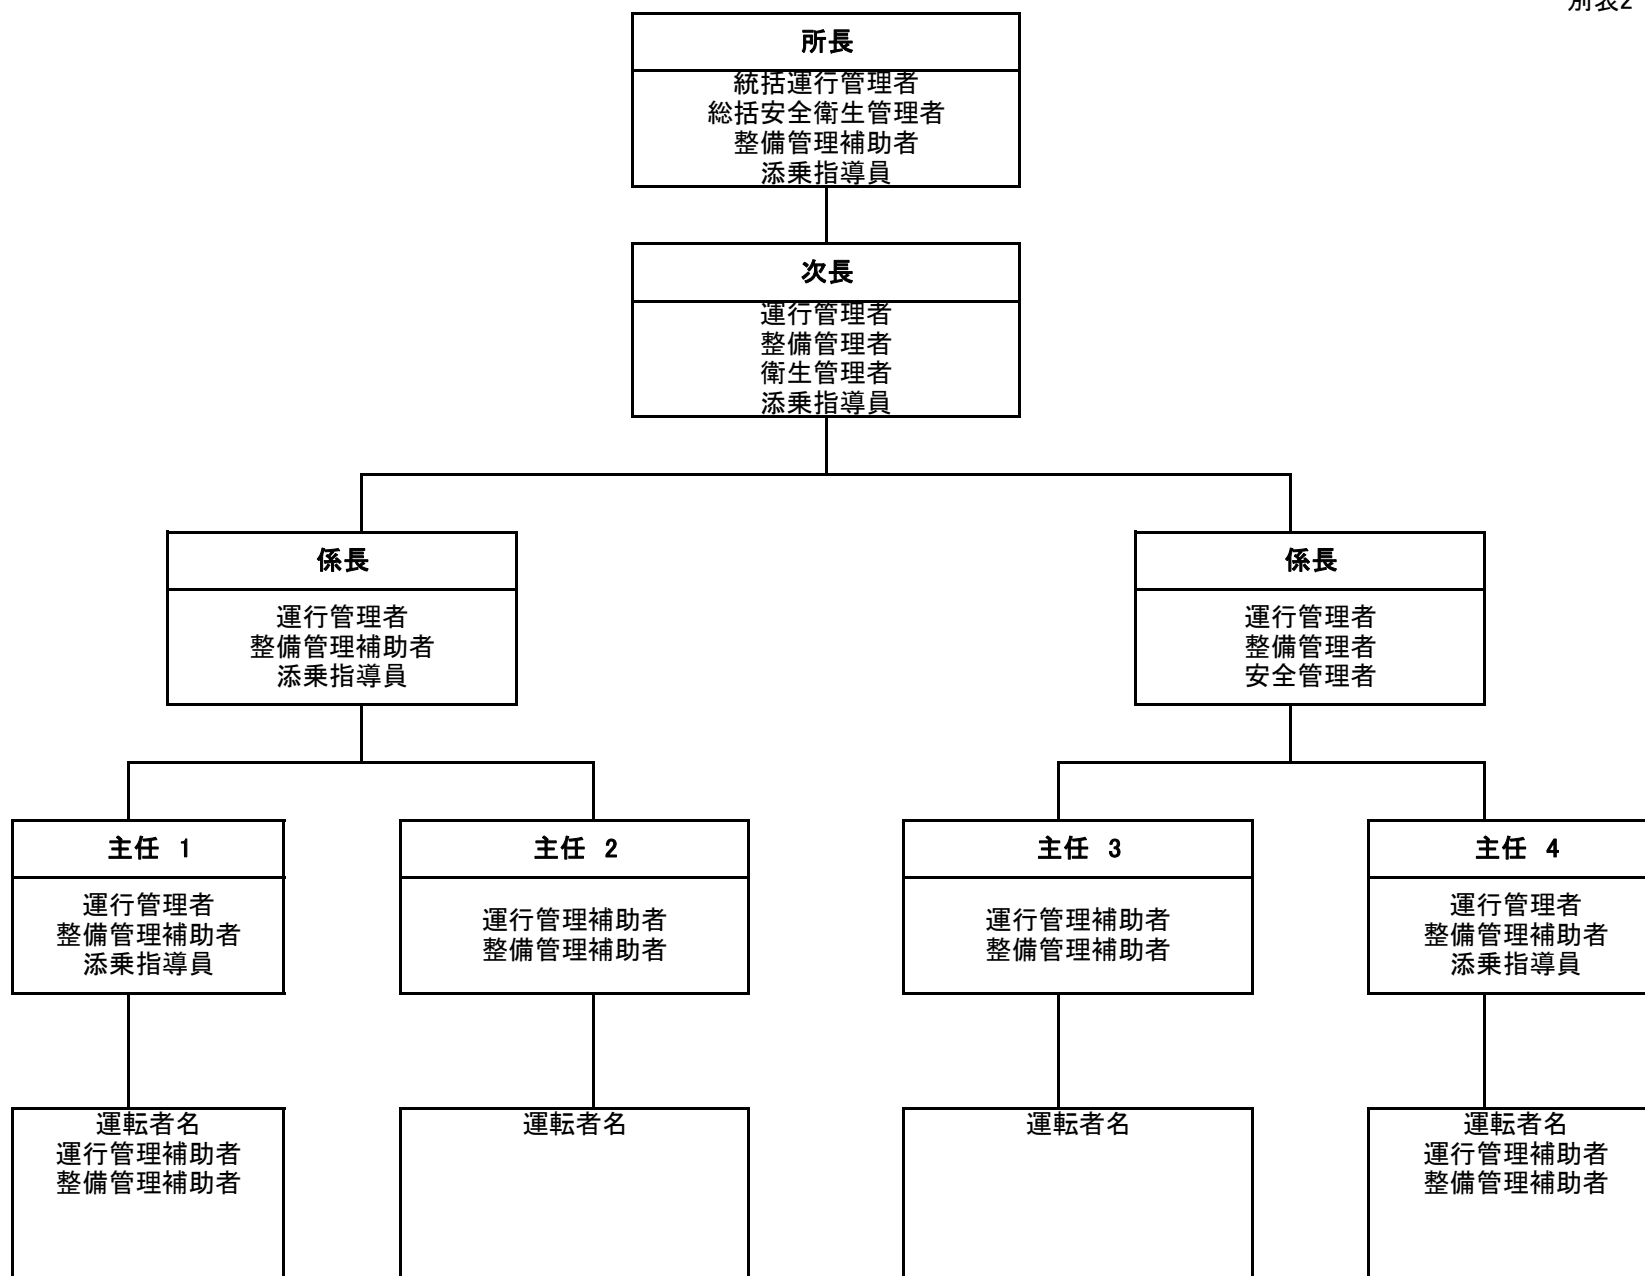 別表2
所長
統括運行管理者
総括安全衛生管理者
整備管理補助者
添乗指導員
次長
運行管理者
整備管理者
衛生管理者
添乗指導員
係長
運行管理者
整備管理補助者
添乗指導員
係長
運行管理者
整備管理者
安全管理者
主任 1
運行管理者
整備管理補助者
添乗指導員
主任 2
運行管理補助者
整備管理補助者
主任 3
運行管理補助者
整備管理補助者
主任 4
運行管理者
整備管理補助者
添乗指導員
運転者名
運行管理補助者
整備管理補助者
運転者名
運転者名
運転者名
運行管理補助者
整備管理補助者